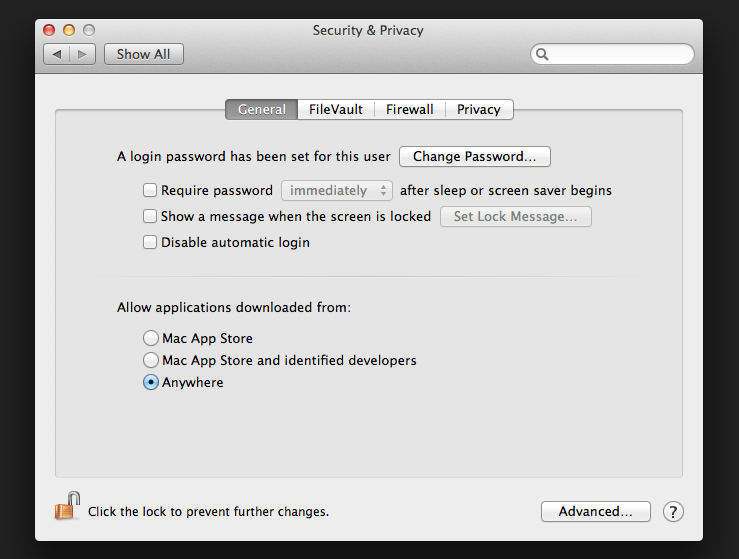 Security & Privacy
Show All
General FileVault Firewall Privacy
A login password has been set for this user Change Password...
Require password immediately after sleep or screen saver begins
Show a message when the screen is locked Set Lock Message...
Disable automatic login
Allow applications downloaded from:
Mac App Store
Mac App Store and identified developers
Anywhere
Click the lock to prevent further changes. Advanced... ?